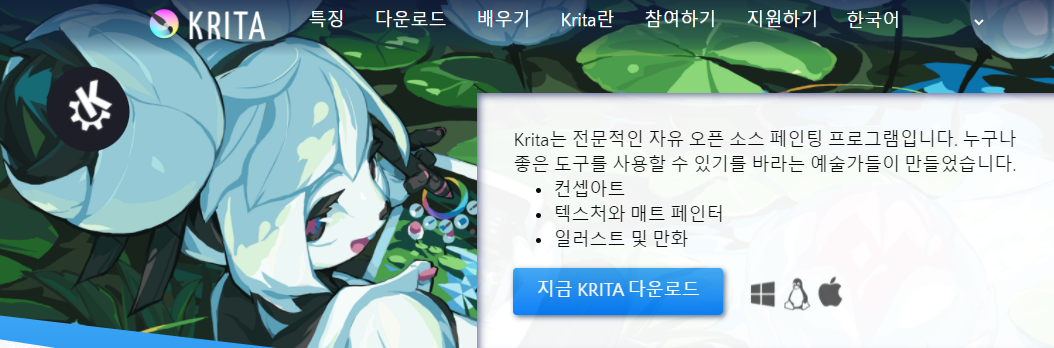 KRITA 특징 다운로드 배우기 Krita란 참여하기 지원하기 한국어
K
Krita는 전문적인 자유 오픈 소스 페인팅 프로그램입니다. 누구나
좋은 도구를 사용할 수 있기를 바라는 예술가들이 만들었습니다.
• 컨셉아트
• 텍스처와 매트 페인터
• 일러스트 및 만화
지금 KRITA 다운로드